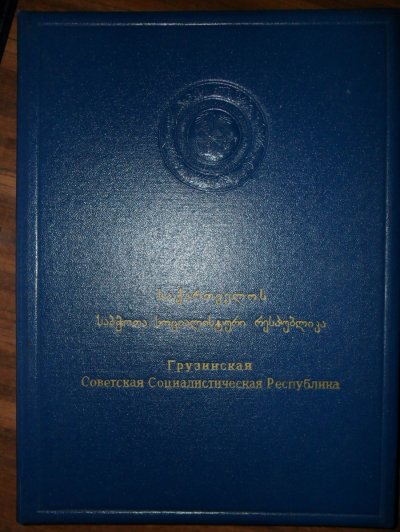 საქართველოს
საბჭოთა სოციალისტური რესპუბლიკა
Грузинская
Советская Социалистическая Республика